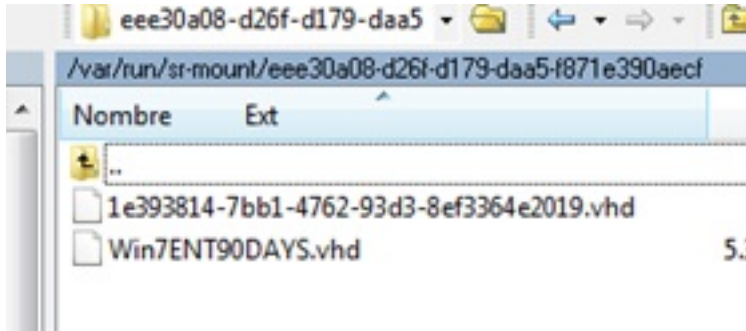 eee30a08-d26f-d179-daa5
/var/run/sr-mount/eee30a08-d26f-d179-daa5-f871e390aecf
Nombre Ext
..
1e393814-7bb1-4762-93d3-8ef3364e2019.vhd
Win7ENT90DAYS.vhd 5.